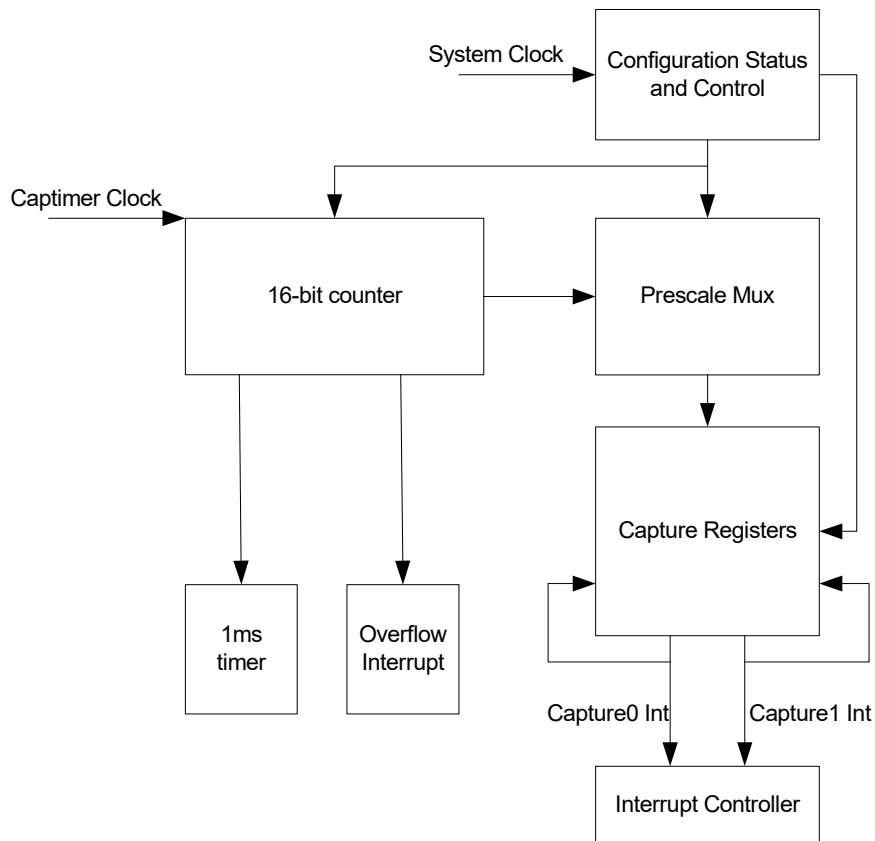 System Clock
Configuration Status
and Control
Captimer Clock
16-bit counter
Prescale Mux
Capture Registers
1ms
timer
Overflow
Interrupt
Capture0 Int
Capture1 Int
Interrupt Controller